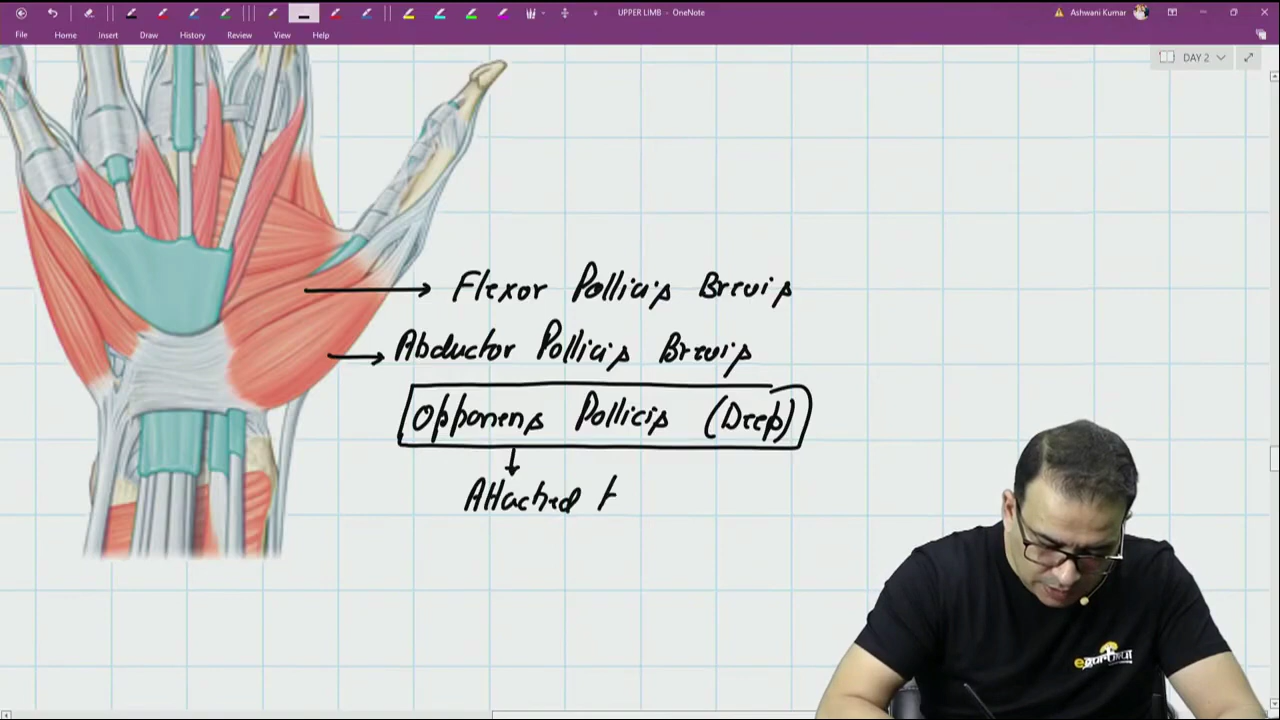 UPPER LIMB - OneNote
Ashwani Kumar
File Home Insert Draw History Review View Help
DAY 2
Flexor Pollicis Brevis
Abductor Pollicis Brevis
Opponens Pollicis (Deep)
Attached t